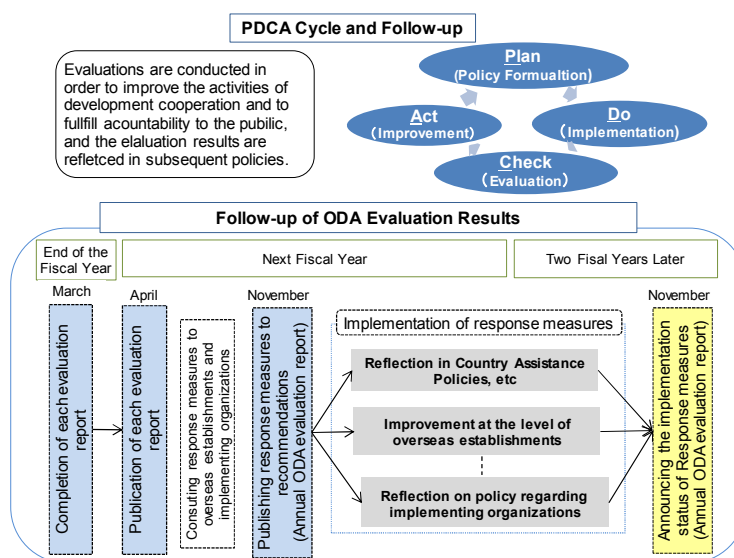 PDCA Cycle and Follow-up
Evaluations are conducted in
order to improve the activities of
development cooperation and to
fullfill acountability to the publlic,
and the elaluation results are
refletced in subsequent policies.
Plan
(Policy Formualtion)
Act
(Improvement)
Do
(Implementation)
Check
(Evaluation)
Follow-up of ODA Evaluation Results
End of the
Fiscal Year
Next Fiscal Year
Two Fisal Years Later
March
April
November
November
Completion of each evaluation
report
Publication of each evaluation
report
Consuting response measures to
overseas establishments and
implementing organizations
Publishing response measures to
recommendations
(Annual ODA evaluation report)
Implementation of response measures
Reflection in Country Assistance
Policies, etc
Improvement at the level of
overseas establishments
Reflection on policy regarding
implementing organizations
Announcing the implementation
status of Response measures
(Annual ODA evaluation report)